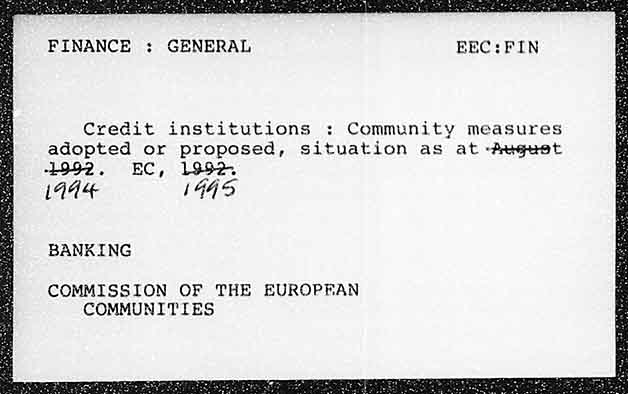 FINANCE : GENERAL EEC:FIN
Credit institutions : Community measures
adopted or proposed, situation as at August
1992. EC, 1992.
1994 1995
BANKING
COMMISSION OF THE EUROPEAN
COMMUNITIES